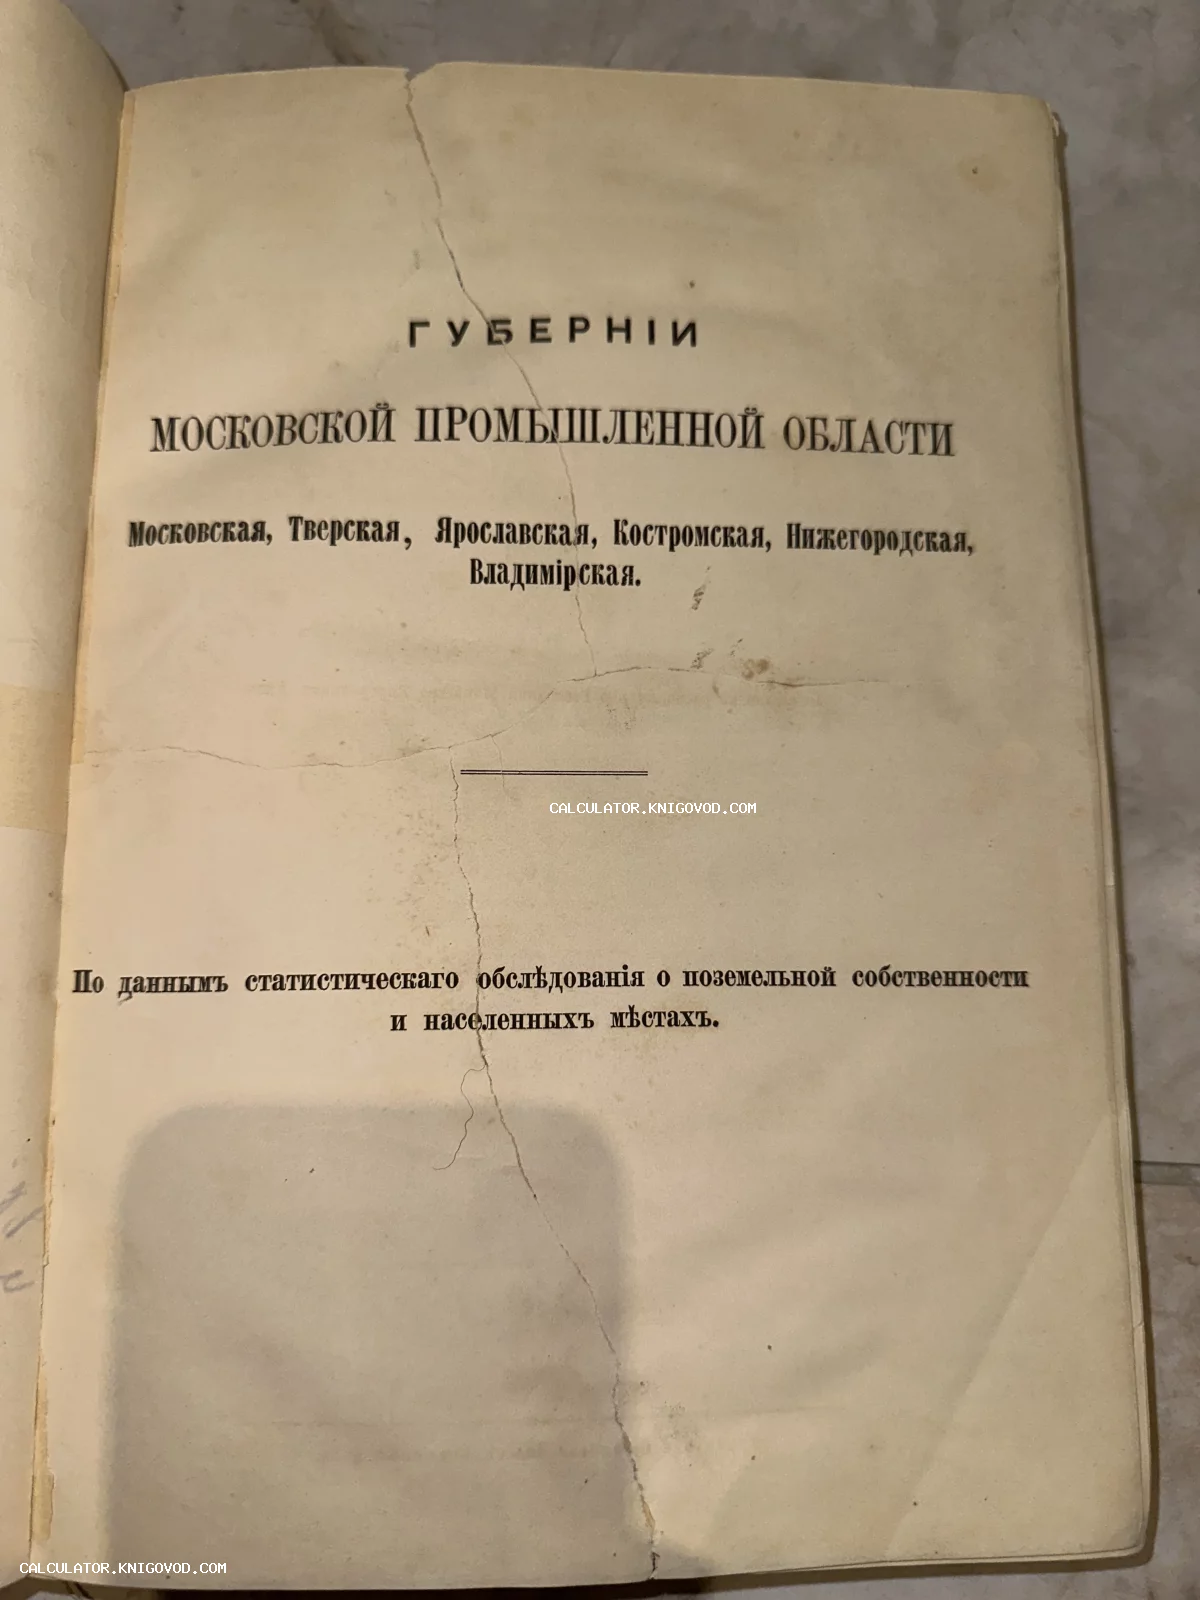 ГУБЕРНІИ
МОСКОВСКОЙ ПРОМЫШЛЕННОЙ ОБЛАСТИ
Московская, Тверская, Ярославская, Костромская, Нижегородская,
Владимірская.
CALCULATOR.KNIGOVOD.COM
По даннымъ статистическаго обслѣдованія о поземельной собственности
и населенныхъ мѣстахъ.
CALCULATOR.KNIGOVOD.COM